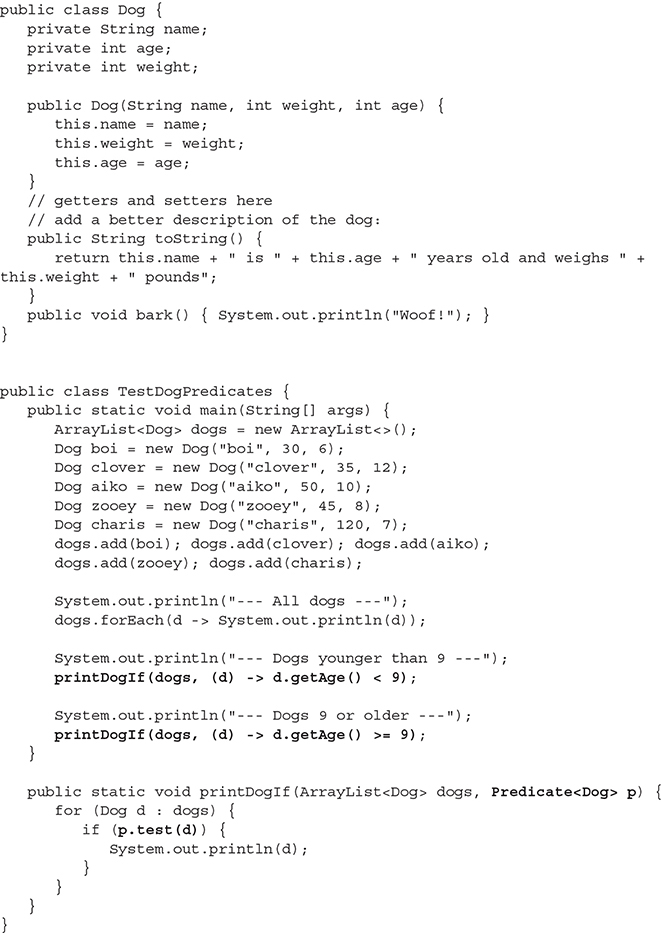 public class Dog {
   private String name;
   private int age;
   private int weight;

   public Dog(String name, int weight, int age) {
      this.name = name;
      this.weight = weight;
      this.age = age;
   }
   // getters and setters here
   // add a better description of the dog:
   public String toString() {
      return this.name + " is " + this.age + " years old and weighs " +
this.weight + " pounds";
   }
   public void bark() { System.out.println("Woof!"); }
}

public class TestDogPredicates {
   public static void main(String[] args) {
      ArrayList<Dog> dogs = new ArrayList<>();
      Dog boi = new Dog("boi", 30, 6);
      Dog clover = new Dog("clover", 35, 12);
      Dog aiko = new Dog("aiko", 50, 10);
      Dog zooey = new Dog("zooey", 45, 8);
      Dog charis = new Dog("charis", 120, 7);
      dogs.add(boi); dogs.add(clover); dogs.add(aiko);
      dogs.add(zooey); dogs.add(charis);

      System.out.println("--- All dogs ---");
      dogs.forEach(d -> System.out.println(d));

      System.out.println("--- Dogs younger than 9 ---");
      printDogIf(dogs, (d) -> d.getAge() < 9);

      System.out.println("--- Dogs 9 or older ---");
      printDogIf(dogs, (d) -> d.getAge() >= 9);
   }

   public static void printDogIf(ArrayList<Dog> dogs, Predicate<Dog> p) {
      for (Dog d : dogs) {
         if (p.test(d)) {
            System.out.println(d);
         }
      }
   }
}